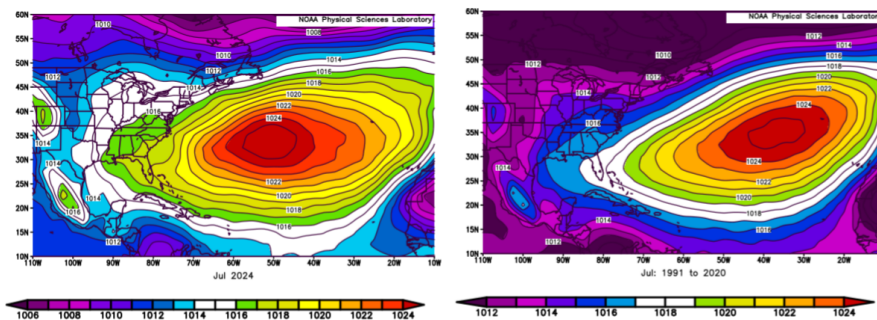 NOAA Physical Sciences Laboratory
1010
1010
1006
1012
1012
1014
1014
1016
1016
1020
1022
1024
1014
1014
1016
1022
1020
1018
1016
1012
60N
55N
50N
45N
40N
35N
30N
25N
20N
15N
10N
110W 100W 90W 80W 70W 60W 50W 40W 30W 20W 10W
Jul 2024
1006 1008 1010 1012 1014 1016 1018 1020 1022 1024
NOAA Physical Sciences Laborator
1012
1010
1012
1012
1014
1014
1016
1018
1020
1022
1024
1016
1014
1024
1022
1020
1018
1016
1014
1012
60N
55N
50N
45N
40N
35N
30N
25N
20N
15N
10N
110W 100W 90W 80W 70W 60W 50W 40W 30W 20W
Jul: 1991 to 2020
1012 1014 1016 1018 1020 1022 1024